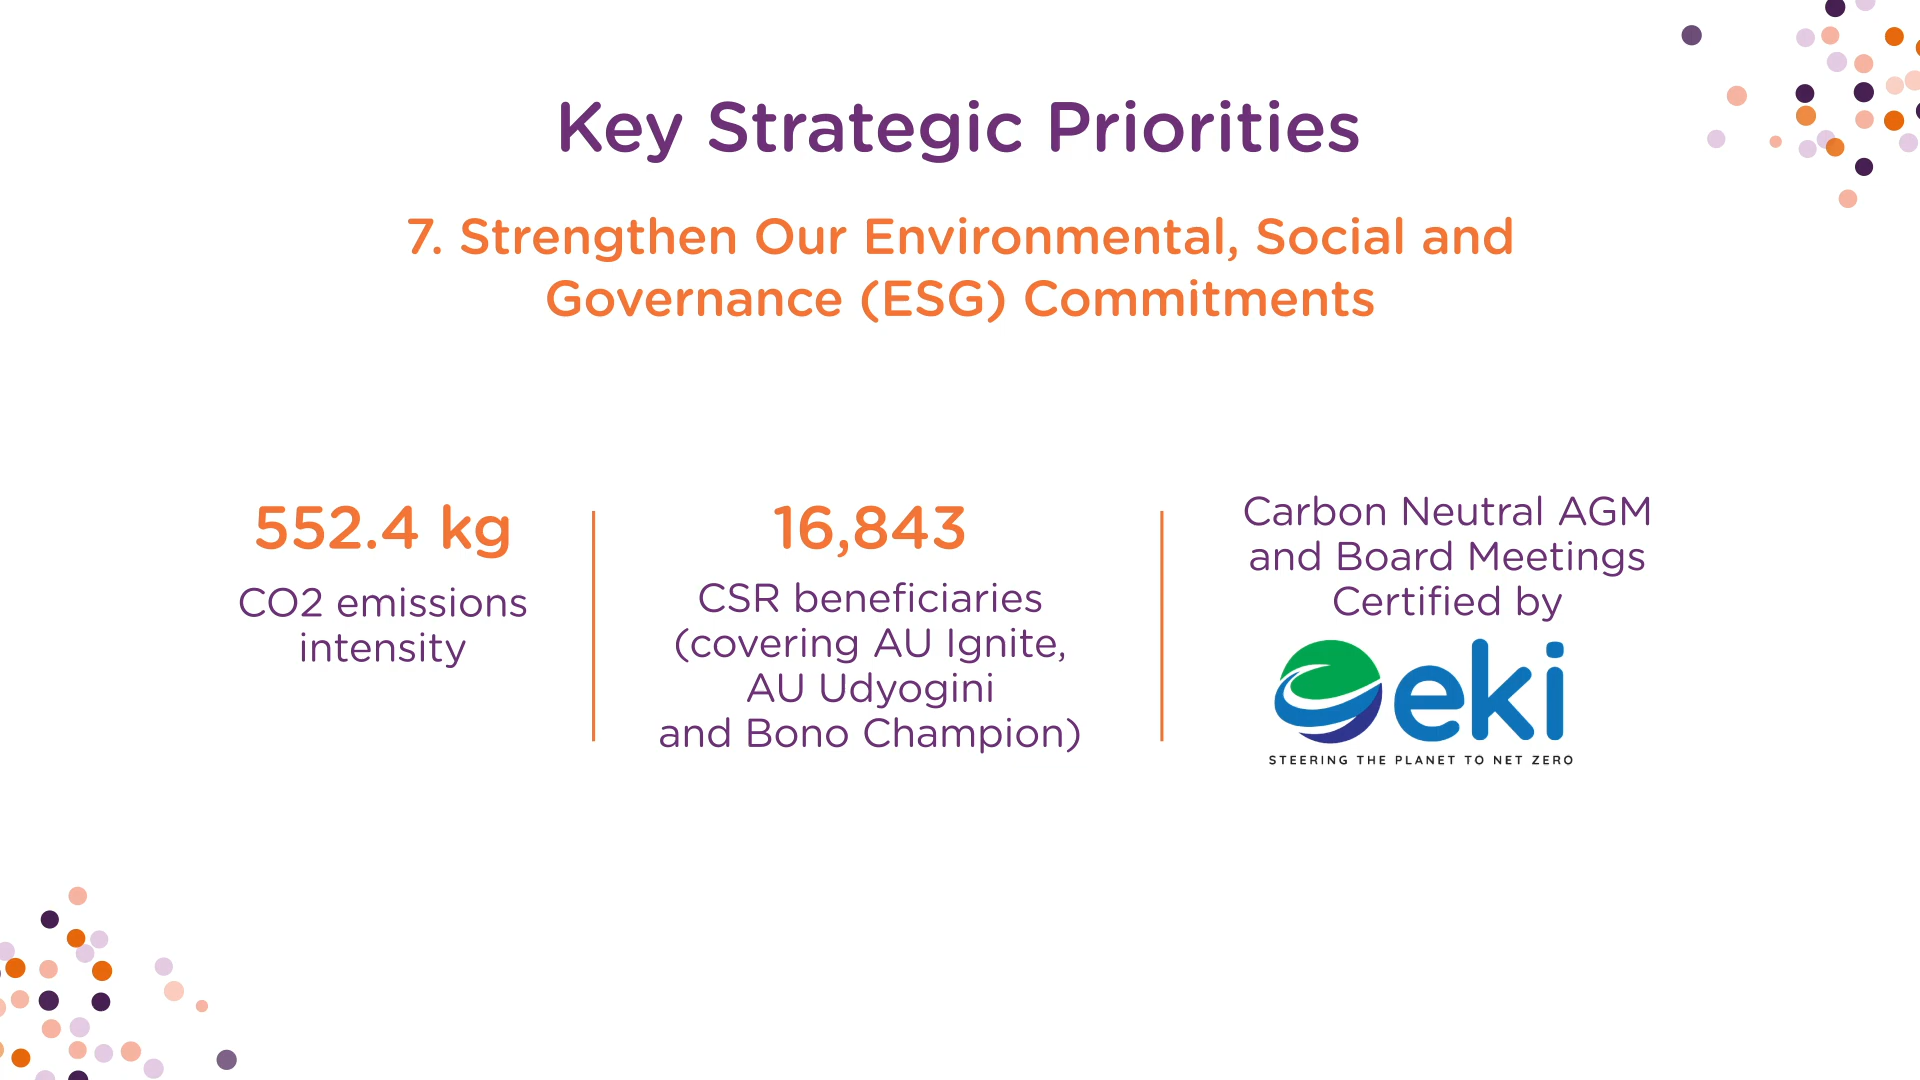 Key Strategic Priorities
7. Strengthen Our Environmental, Social and
Governance (ESG) Commitments
552.4 kg
CO2 emissions
intensity
16,843
CSR beneficiaries
(covering AU Ignite,
AU Udyogini
and Bono Champion)
Carbon Neutral AGM
and Board Meetings
Certified by
eki
STEERING THE PLANET TO NET ZERO